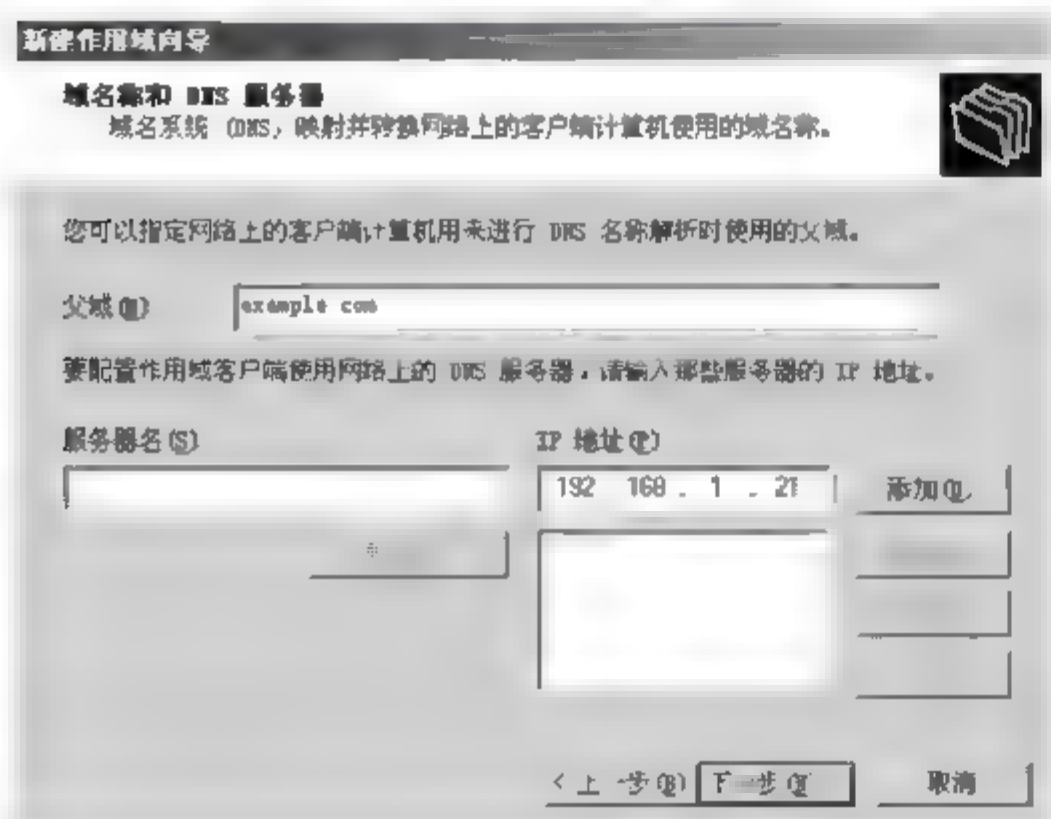 新建作用域向导
域名称和 DNS 服务器
域名系统 (DNS) 映射并转换网络上的客户端计算机使用的域名称。
您可以指定网络上的客户端计算机用来进行 DNS 名称解析时使用的父域。
父域(M) example com
要配置作用域客户端使用网络上的 DNS 服务器，请输入那些服务器的 IP 地址。
服务器名(S) IP 地址(P)
192 168 . 1 . 21 添加(D)
< 上一步(B) 下一步(N) 取消